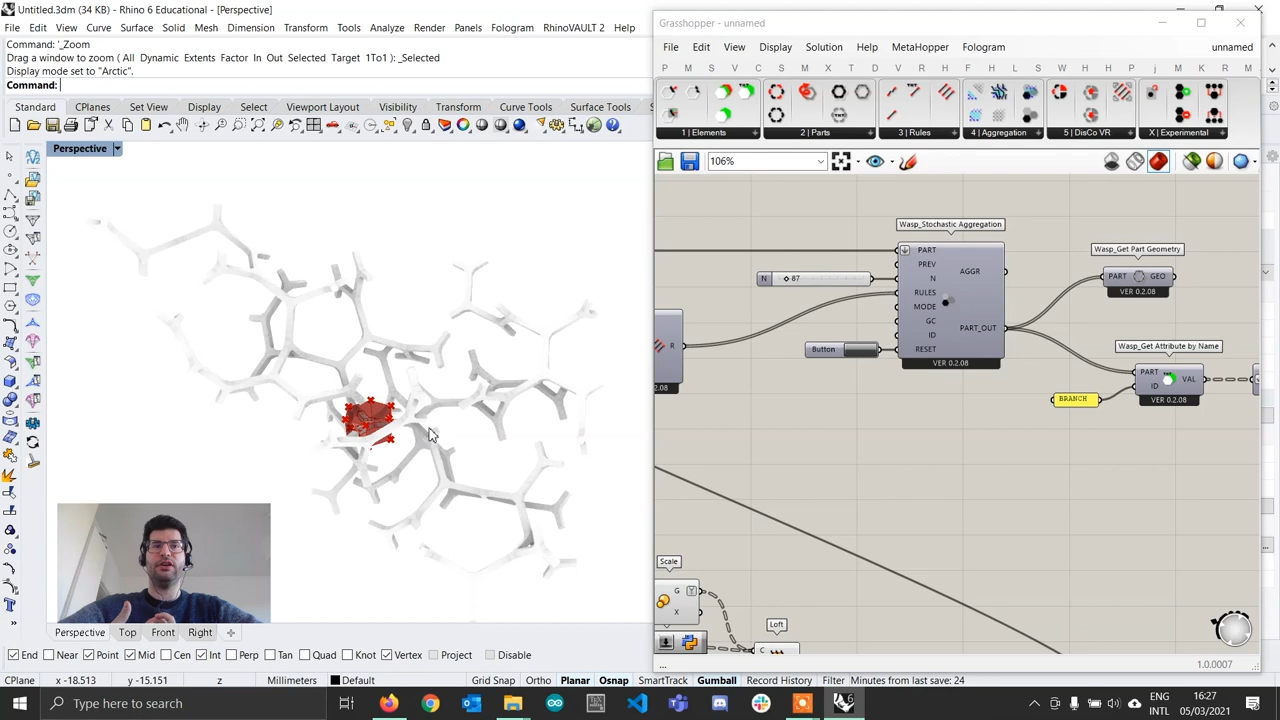 Untitled.3dm (34 KB) - Rhino 6 Educational - [Perspective]
File Edit View Curve Surface Solid Mesh Dimension Transform Tools Analyze Render Panels Fologram RhinoVAULT 2 Help
Command: '_Zoom
Drag a window to zoom ( All Dynamic Extents Factor In Out Selected Target 1To1 ): _Selected
Display mode set to "Arctic".
Command:
Standard CPlanes Set View Display Select Viewport Layout Visibility Transform Curve Tools Surface Tools
Perspective
Grasshopper - unnamed
File Edit View Display Solution Help MetaHopper Fologram unnamed
P M S V C S M X T D V R H F L S C D H P j M K R M
1 | Elements 2 | Parts 3 | Rules 4 | Aggregation 5 | DisCo VR X | Experimental
106%
Wasp_Stochastic Aggregation
PART
PREV
N
RULES
MODE
GC
ID
RESET
AGGR
PART_OUT
VER 0.2.08
N 87
Button
R
2.08
Wasp_Get Part Geometry
PART GEO
VER 0.2.08
Wasp_Get Attribute by Name
PART
ID
VAL
VER 0.2.08
BRANCH
Scale
G
X
Loft
C
...
1.0.0007
Perspective Top Front Right
End Near Point Mid Cen Int Perp Tan Quad Knot Vertex Project Disable
CPlane x -18.513 y -15.151 z Millimeters Default Grid Snap Ortho Planar Osnap SmartTrack Gumball Record History Filter Minutes from last save: 24
Type here to search
ENG
INTL
16:27
05/03/2021